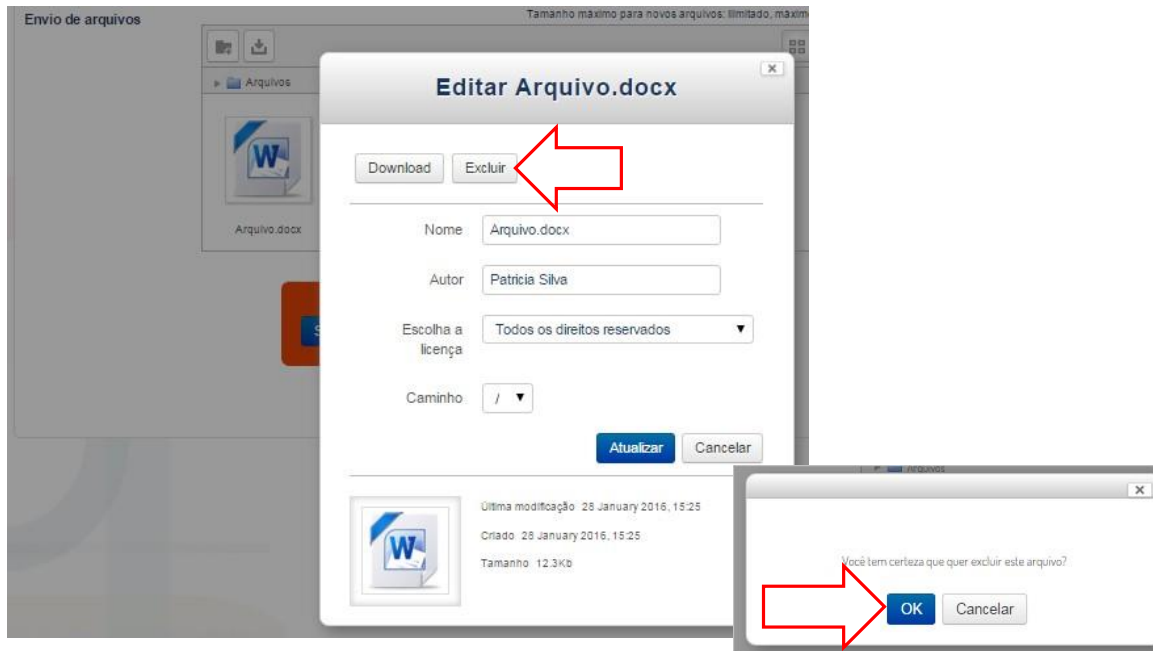 Envio de arquivos
Tamanho máximo para novos arquivos: Ilimitado, máxim
Arquivos
Arquivo.docx
S
Editar Arquivo.docx
Download Excluir
Nome Arquivo.docx
Autor Patricia Silva
Escolha a licença Todos os direitos reservados
Caminho /
Atualizar Cancelar
Última modificação 28 January 2016, 15:25
Criado 28 January 2016, 15:25
Tamanho 12.3Kb
Arquivos
Você tem certeza que quer excluir este arquivo?
OK Cancelar